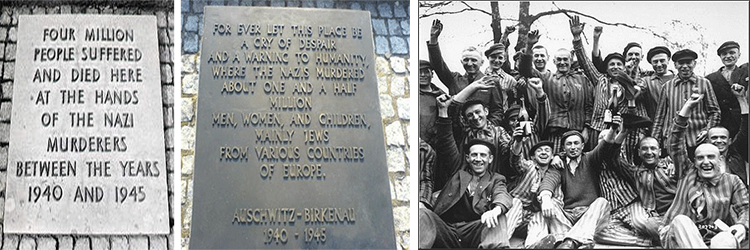 FOUR MILLION
PEOPLE SUFFERED
AND DIED HERE
AT THE HANDS
OF THE NAZI
MURDERERS
BETWEEN THE YEARS
1940 AND 1945
FOR EVER LET THIS PLACE BE
A CRY OF DESPAIR
AND A WARNING TO HUMANITY,
WHERE THE NAZIS MURDERED
ABOUT ONE AND A HALF
MILLION
MEN, WOMEN, AND CHILDREN,
MAINLY JEWS
FROM VARIOUS COUNTRIES
OF EUROPE.
AUSCHWITZ-BIRKENAU
1940 - 1945